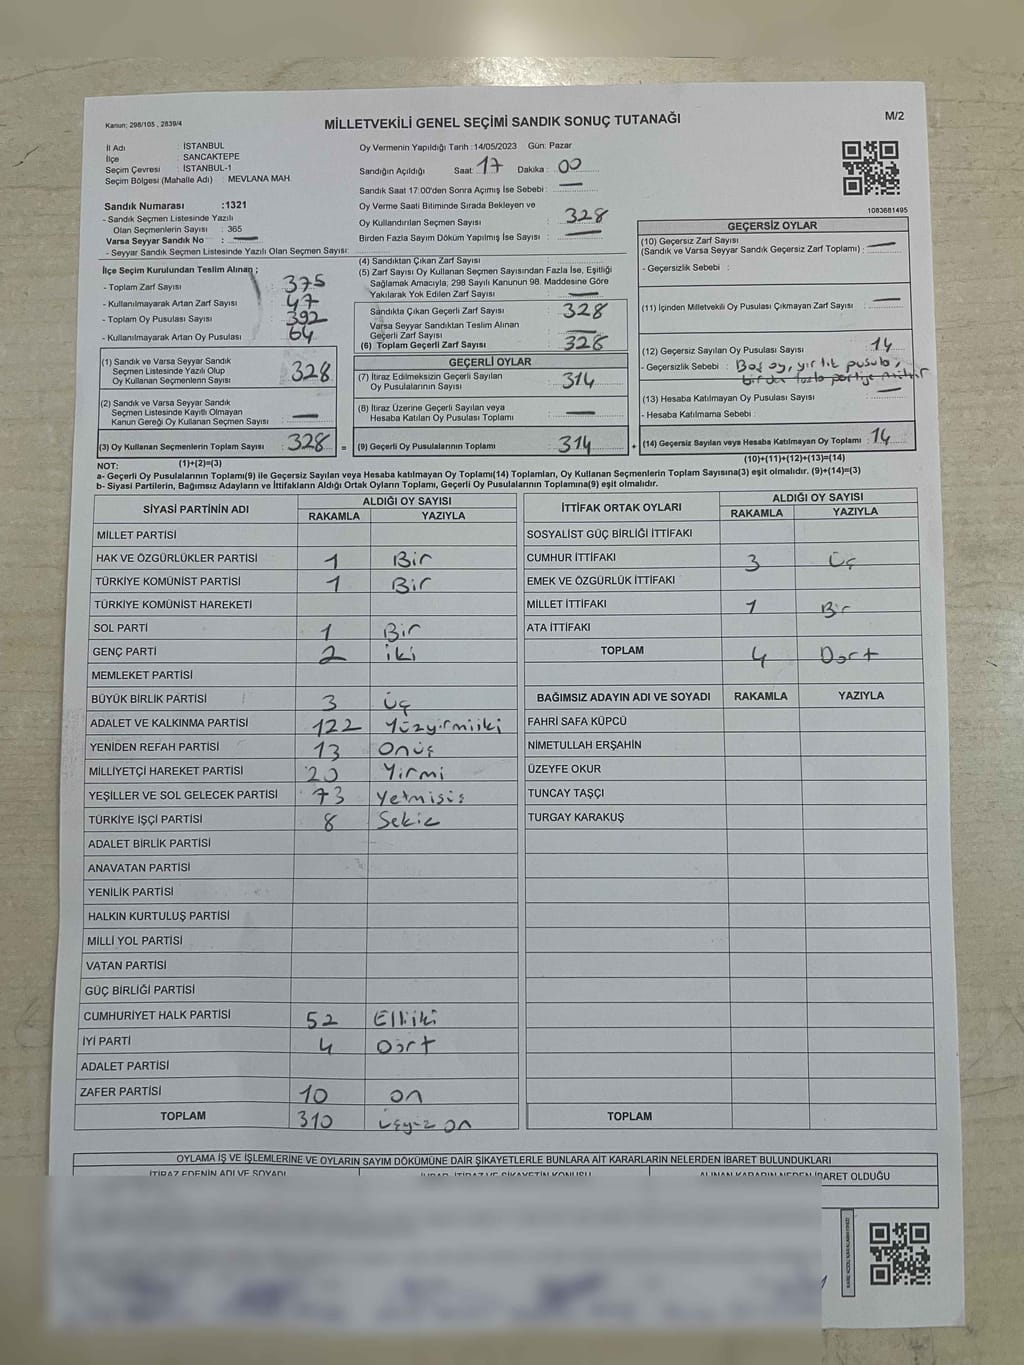 Kanun: 298/105 , 2839/4
MİLLETVEKİLİ GENEL SEÇİMİ SANDIK SONUÇ TUTANAĞI
M/2
İl Adı : İSTANBUL
İlçe : SANCAKTEPE
Seçim Çevresi : İSTANBUL-1
Seçim Bölgesi (Mahalle Adı) : MEVLANA MAH.
Sandık Numarası :1321
- Sandık Seçmen Listesinde Yazılı
Olan Seçmenlerin Sayısı : 365
Varsa Seyyar Sandık No : —
- Seyyar Sandık Seçmen Listesinde Yazılı Olan Seçmen Sayısı:
Oy Vermenin Yapıldığı Tarih :14/05/2023 Gün: Pazar
Sandığın Açıldığı Saat: 17 Dakika : 00
Sandık Saat 17:00'den Sonra Açımış İse Sebebi : —
Oy Verme Saati Bitiminde Sırada Bekleyen ve
Oy Kullandırılan Seçmen Sayısı 328
Birden Fazla Sayım Döküm Yapılmış İse Sayısı : —
1083681495
İlçe Seçim Kurulundan Teslim Alınan ;
- Toplam Zarf Sayısı : 375
- Kullanılmayarak Artan Zarf Sayısı : 47
- Toplam Oy Pusulası Sayısı : 392
- Kullanılmayarak Artan Oy Pusulası : 64
(4) Sandıktan Çıkan Zarf Sayısı :
(5) Zarf Sayısı Oy Kullanan Seçmen Sayısından Fazla İse, Eşitliği
Sağlamak Amacıyla, 298 Sayılı Kanunun 98. Maddesine Göre
Yakılarak Yok Edilen Zarf Sayısı : —
Sandıkta Çıkan Geçerli Zarf Sayısı : 328
Varsa Seyyar Sandıktan Teslim Alınan
Geçerli Zarf Sayısı : —
(6) Toplam Geçerli Zarf Sayısı : 328
GEÇERSİZ OYLAR
(10) Geçersiz Zarf Sayısı
(Sandık ve Varsa Seyyar Sandık Geçersiz Zarf Toplamı) : —
- Geçersizlik Sebebi :
(11) İçinden Milletvekili Oy Pusulası Çıkmayan Zarf Sayısı : —
(12) Geçersiz Sayılan Oy Pusulası Sayısı : 14
- Geçersizlik Sebebi : Boş oy, yırtık pusula,
birden fazla partiye
(13) Hesaba Katılmayan Oy Pusulası Sayısı : —
- Hesaba Katılmama Sebebi :
(14) Geçersiz Sayılan veya Hesaba Katılmayan Oy Toplamı : 14
(10)+(11)+(12)+(13)=(14)
(1) Sandık ve Varsa Seyyar Sandık
Seçmen Listesinde Yazılı Olup
Oy Kullanan Seçmenlerin Sayısı : 328
(2) Sandık ve Varsa Seyyar Sandık
Seçmen Listesinde Kayıtlı Olmayan
Kanun Gereği Oy Kullanan Seçmen Sayısı : —
(3) Oy Kullanan Seçmenlerin Toplam Sayısı : 328 =
(1)+(2)=(3)
GEÇERLİ OYLAR
(7) İtiraz Edilmeksizin Geçerli Sayılan
Oy Pusulalarının Sayısı : 314
(8) İtiraz Üzerine Geçerli Sayılan veya
Hesaba Katılan Oy Pusulası Toplamı : —
(9) Geçerli Oy Pusulalarının Toplamı : 314 +
NOT:
a- Geçerli Oy Pusulalarının Toplamı(9) ile Geçersiz Sayılan veya Hesaba katılmayan Oy Toplamı(14) Toplamları, Oy Kullanan Seçmenlerin Toplam Sayısına(3) eşit olmalıdır. (9)+(14)=(3)
b- Siyasi Partilerin, Bağımsız Adayların ve İttifakların Aldığı Ortak Oyların Toplamı, Geçerli Oy Pusulalarının Toplamına(9) eşit olmalıdır.
SİYASİ PARTİNİN ADI ALDIĞI OY SAYISI
RAKAMLA YAZIYLA
MİLLET PARTİSİ
HAK VE ÖZGÜRLÜKLER PARTİSİ 1 Bir
TÜRKİYE KOMÜNİST PARTİSİ 1 Bir
TÜRKİYE KOMÜNİST HAREKETİ
SOL PARTİ 1 Bir
GENÇ PARTİ 2 iki
MEMLEKET PARTİSİ
BÜYÜK BİRLİK PARTİSİ 3 üç
ADALET VE KALKINMA PARTİSİ 122 Yüzyirmiiki
YENİDEN REFAH PARTİSİ 13 Onüç
MİLLİYETÇİ HAREKET PARTİSİ 20 Yirmi
YEŞİLLER VE SOL GELECEK PARTİSİ 73 Yetmişüç
TÜRKİYE İŞÇİ PARTİSİ 8 Sekiz
ADALET BİRLİK PARTİSİ
ANAVATAN PARTİSİ
YENİLİK PARTİSİ
HALKIN KURTULUŞ PARTİSİ
MİLLİ YOL PARTİSİ
VATAN PARTİSİ
GÜÇ BİRLİĞİ PARTİSİ
CUMHURİYET HALK PARTİSİ 52 Elliiki
İYİ PARTİ 4 Dört
ADALET PARTİSİ
ZAFER PARTİSİ 10 on
TOPLAM 310 üçyüz on
İTTİFAK ORTAK OYLARI ALDIĞI OY SAYISI
RAKAMLA YAZIYLA
SOSYALİST GÜÇ BİRLİĞİ İTTİFAKI
CUMHUR İTTİFAKI 3 üç
EMEK VE ÖZGÜRLÜK İTTİFAKI
MİLLET İTTİFAKI 1 Bir
ATA İTTİFAKI
TOPLAM 4 Dört
BAĞIMSIZ ADAYIN ADI VE SOYADI RAKAMLA YAZIYLA
FAHRİ SAFA KÜPCÜ
NİMETULLAH ERŞAHİN
ÜZEYFE OKUR
TUNCAY TAŞÇI
TURGAY KARAKUŞ
TOPLAM
OYLAMA İŞ VE İŞLEMLERİNE VE OYLARIN SAYIM DÖKÜMÜNE DAİR ŞİKAYETLERLE BUNLARA AİT KARARLARIN NELERDEN İBARET BULUNDUKLARI
İTİRAZ EDENİN ADI VE SOYADI İTİRAZ VE ŞİKAYETİN KONUSU ALINAN KARARIN NEDEN İBARET OLDUĞU